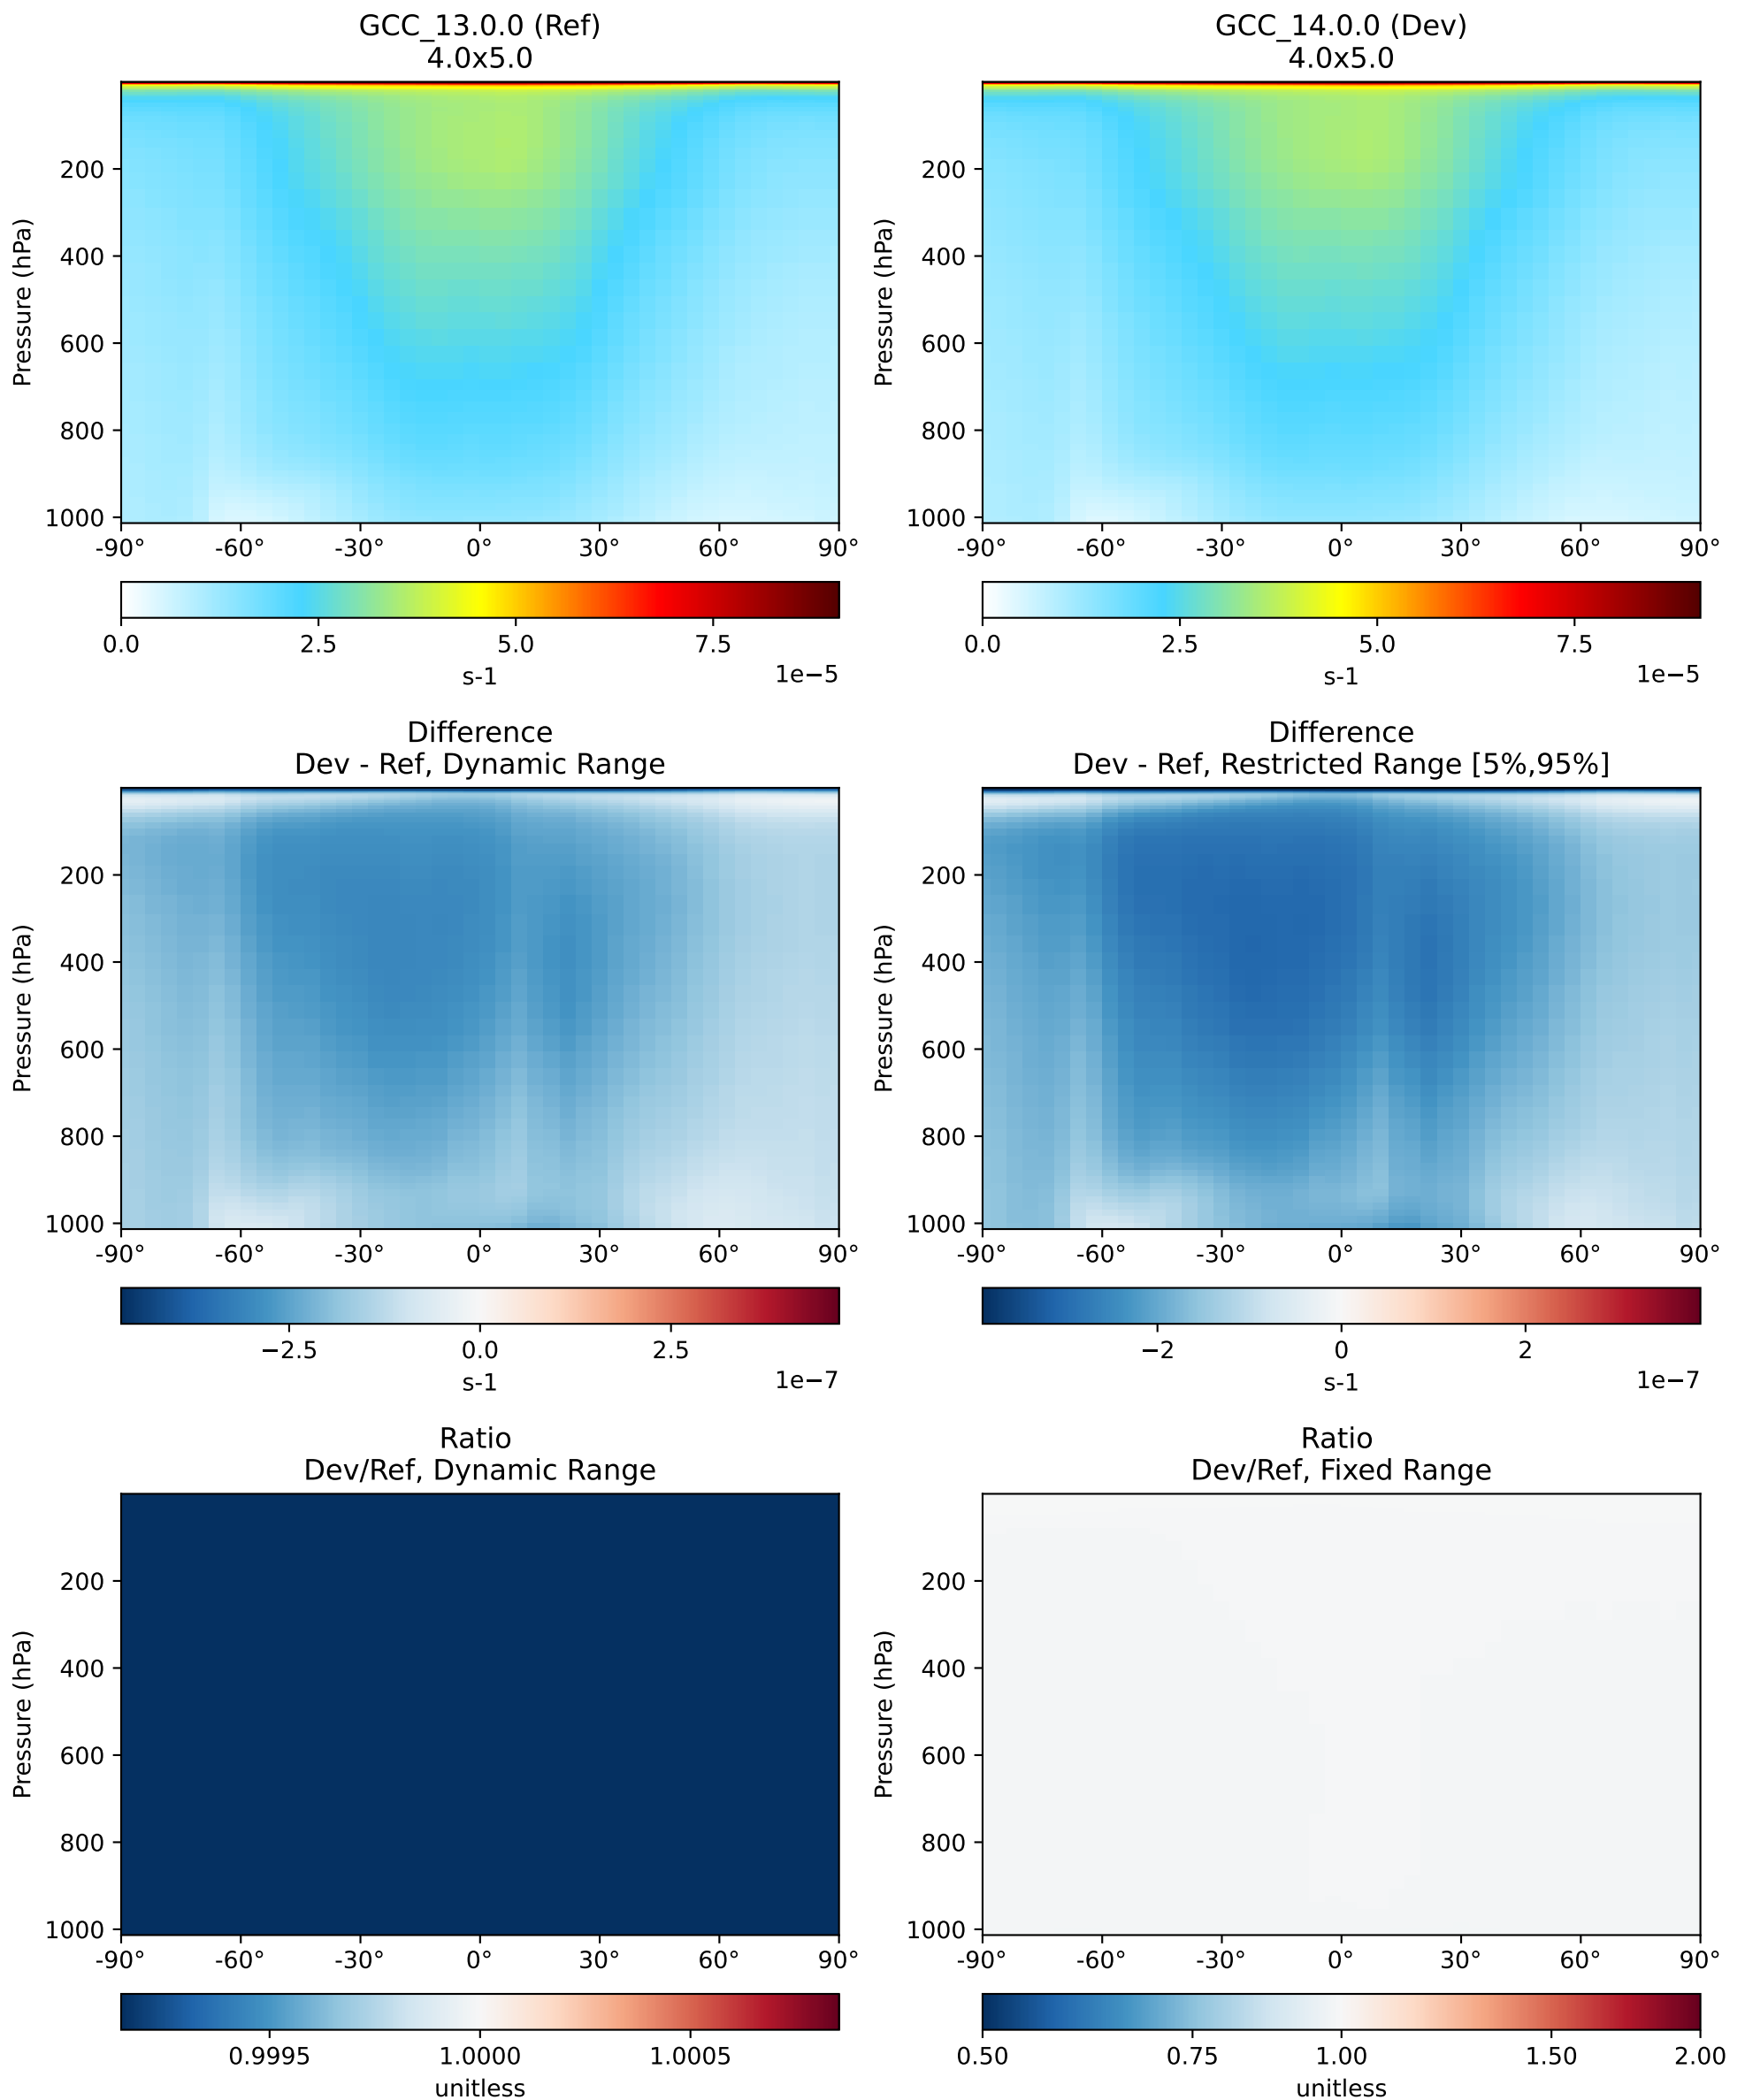 GCC_13.0.0 (Ref)
4.0x5.0
Pressure (hPa)
200
400
600
800
1000
-90° -60° -30° 0° 30° 60° 90°
0.0 2.5 5.0 7.5
s-1
1e−5
GCC_14.0.0 (Dev)
4.0x5.0
Pressure (hPa)
200
400
600
800
1000
-90° -60° -30° 0° 30° 60° 90°
0.0 2.5 5.0 7.5
s-1
1e−5
Difference
Dev - Ref, Dynamic Range
Pressure (hPa)
200
400
600
800
1000
-90° -60° -30° 0° 30° 60° 90°
−2.5 0.0 2.5
s-1
1e−7
Difference
Dev - Ref, Restricted Range [5%,95%]
Pressure (hPa)
200
400
600
800
1000
-90° -60° -30° 0° 30° 60° 90°
−2 0 2
s-1
1e−7
Ratio
Dev/Ref, Dynamic Range
Pressure (hPa)
200
400
600
800
1000
-90° -60° -30° 0° 30° 60° 90°
0.9995 1.0000 1.0005
unitless
Ratio
Dev/Ref, Fixed Range
Pressure (hPa)
200
400
600
800
1000
-90° -60° -30° 0° 30° 60° 90°
0.50 0.75 1.00 1.50 2.00
unitless